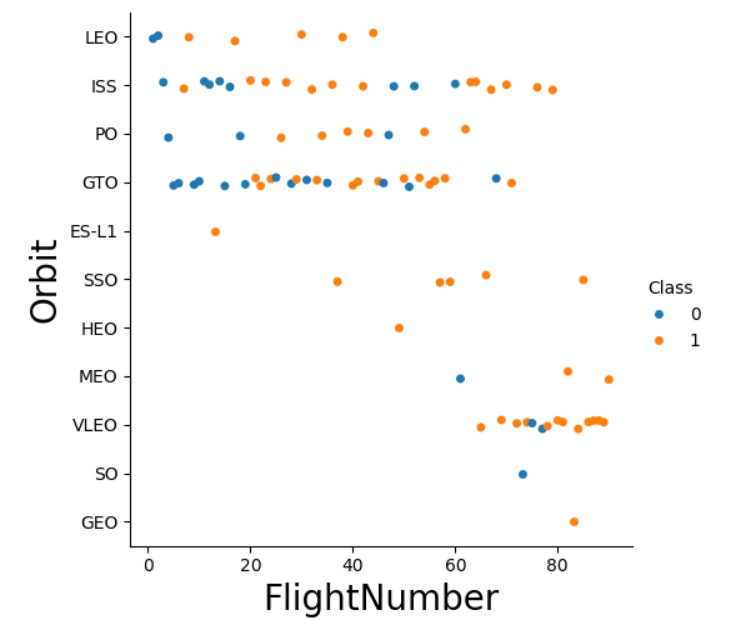 LEO
ISS
PO
GTO
ES-L1
SSO
HEO
MEO
VLEO
SO
GEO
Orbit
0 20 40 60 80
FlightNumber
Class
0
1